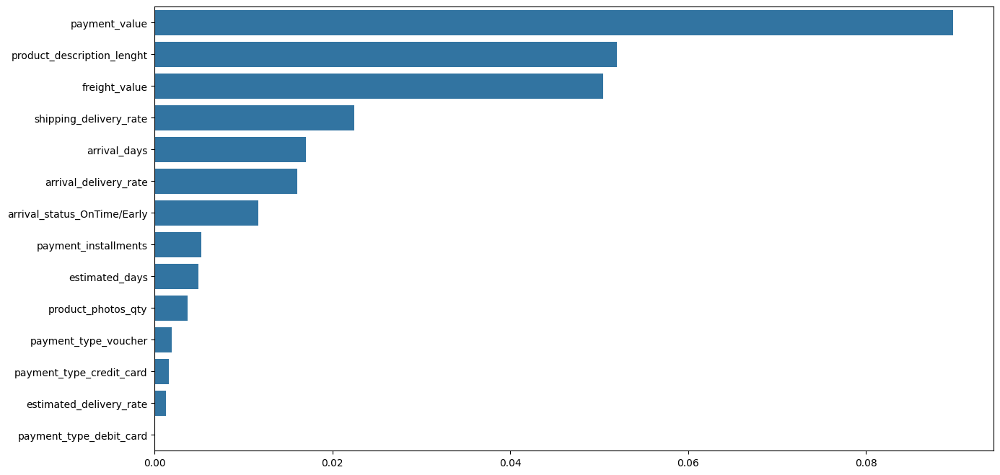 payment_value
product_description_lenght
freight_value
shipping_delivery_rate
arrival_days
arrival_delivery_rate
arrival_status_OnTime/Early
payment_installments
estimated_days
product_photos_qty
payment_type_voucher
payment_type_credit_card
estimated_delivery_rate
payment_type_debit_card
0.00 0.02 0.04 0.06 0.08